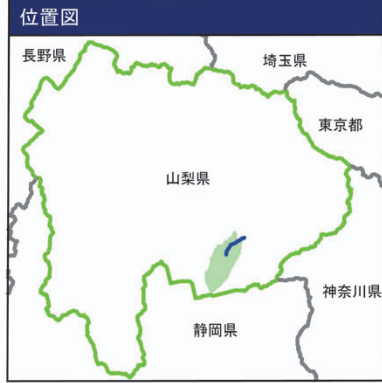 位置図
長野県
埼玉県
東京都
山梨県
神奈川県
静岡県